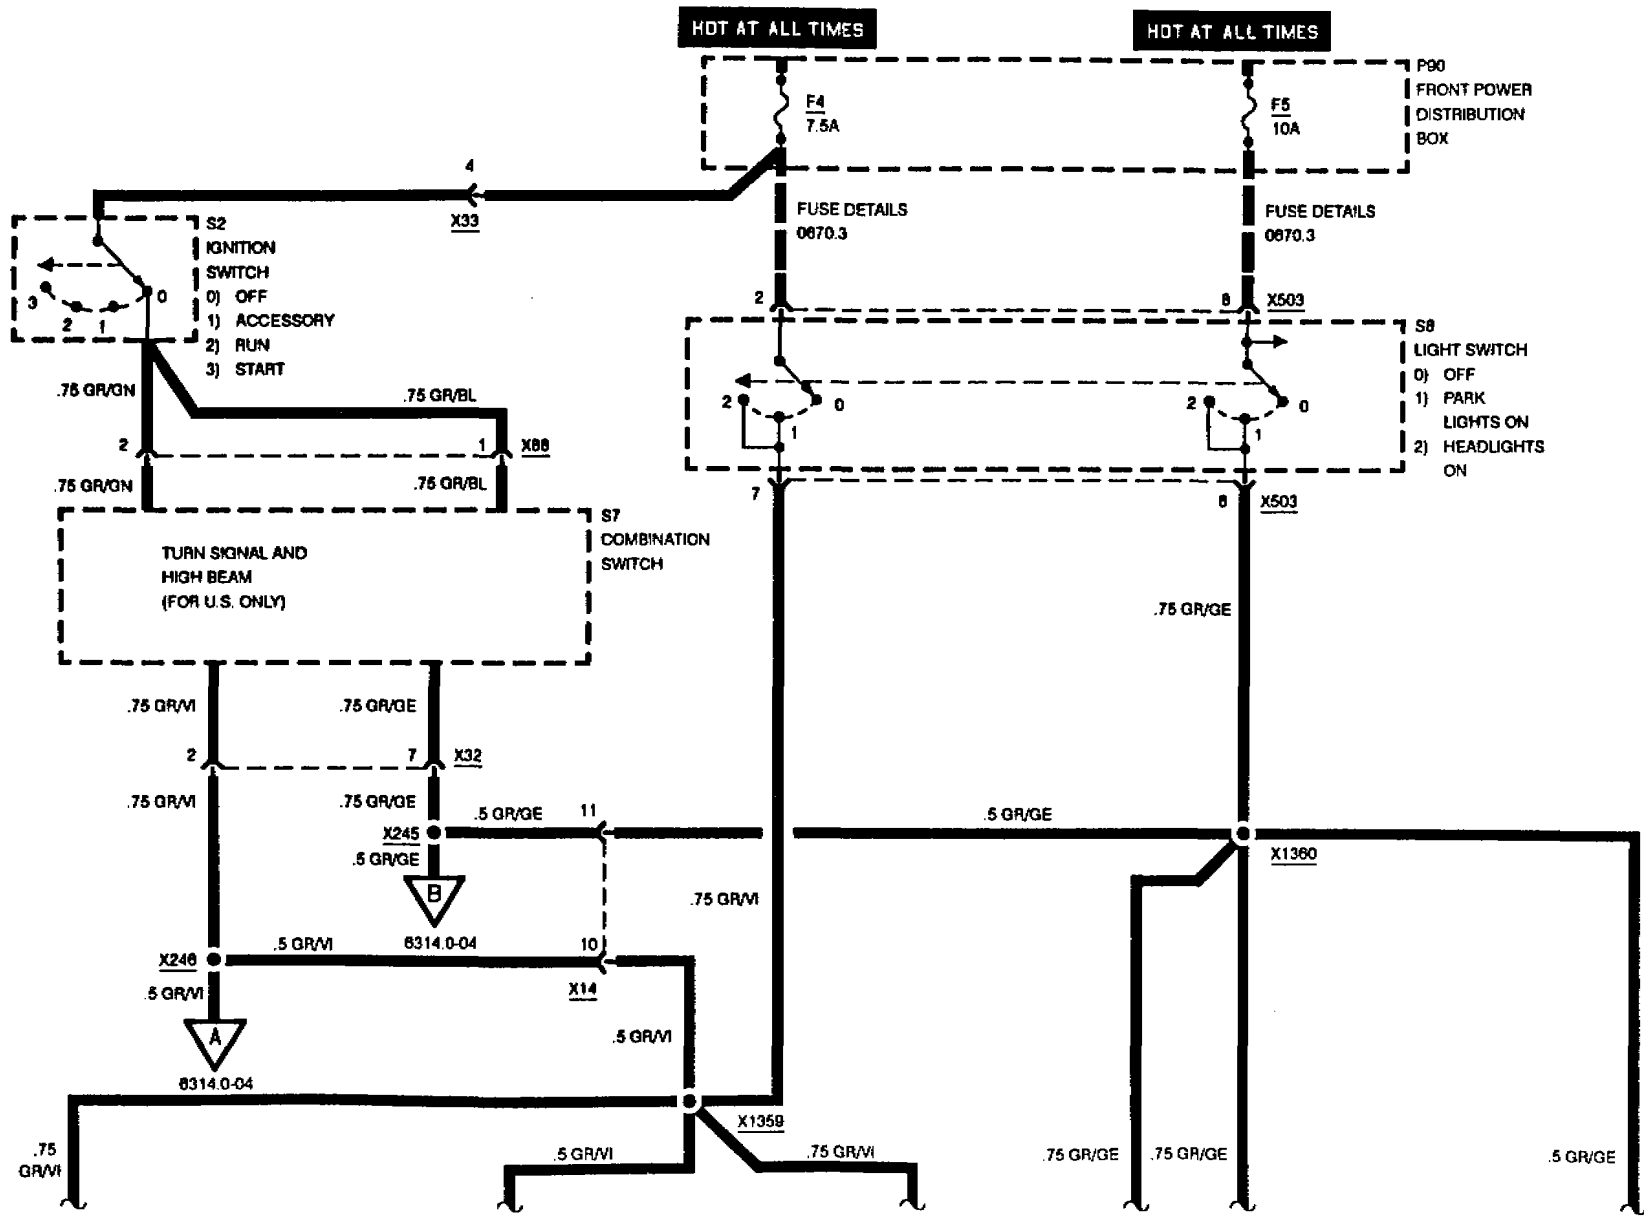 HOT AT ALL TIMES
HOT AT ALL TIMES
P90
FRONT POWER
DISTRIBUTION
BOX
F4
7.5A
F5
10A
4
X33
FUSE DETAILS
0670.3
FUSE DETAILS
0670.3
S2
IGNITION
SWITCH
0) OFF
1) ACCESSORY
2) RUN
3) START
3
2
1
0
2
8
X503
S8
LIGHT SWITCH
0) OFF
1) PARK
LIGHTS ON
2) HEADLIGHTS
ON
2
0
1
2
0
1
.75 GR/GN
.75 GR/BL
2
1
X88
.75 GR/GN
.75 GR/BL
7
6
X503
S7
COMBINATION
SWITCH
TURN SIGNAL AND
HIGH BEAM
(FOR U.S. ONLY)
.75 GR/GE
.75 GR/VI
.75 GR/GE
2
7
X32
.75 GR/VI
.75 GR/GE
.5 GR/GE
11
.5 GR/GE
X245
X1360
.5 GR/GE
B
6314.0-04
.75 GR/VI
.5 GR/VI
10
X246
X14
.5 GR/VI
A
6314.0-04
.5 GR/VI
X1359
.75
GR/VI
.5 GR/VI
.75 GR/VI
.75 GR/GE
.75 GR/GE
.5 GR/GE